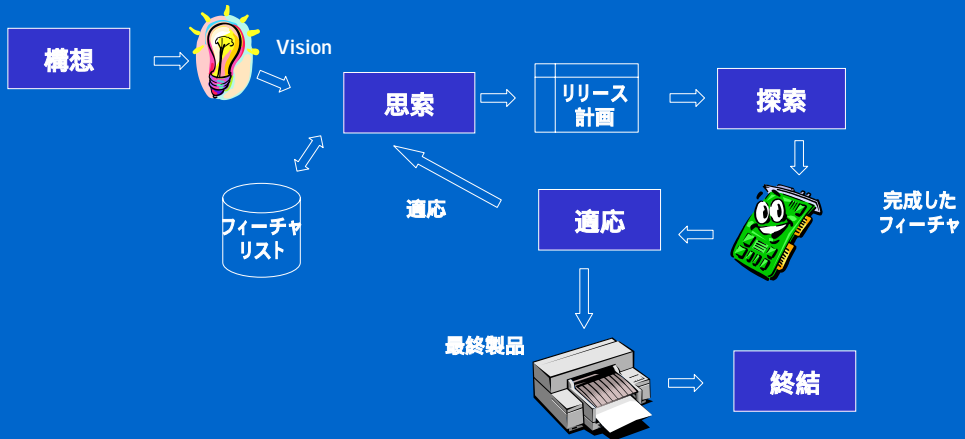 構想
Vision
思索
リリース
計画
探索
フィーチャ
リスト
適応
適応
完成した
フィーチャ
最終製品
終結